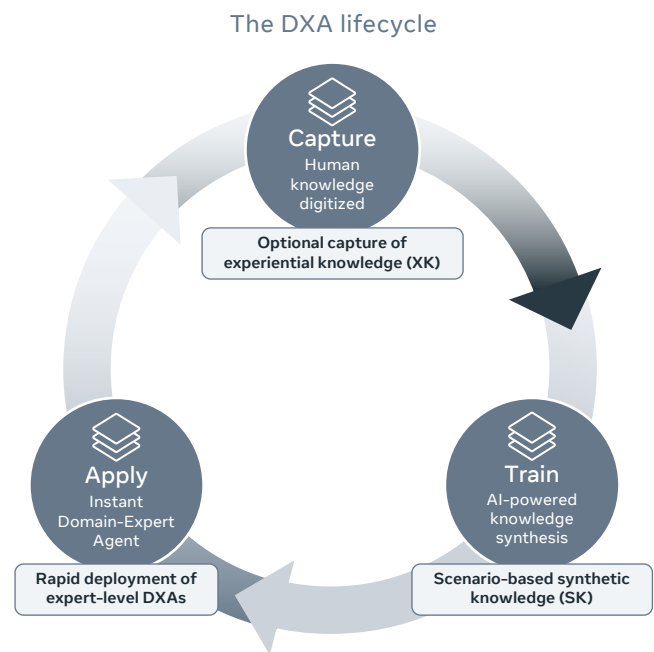 The DXA lifecycle
Capture
Human
knowledge
digitized
Optional capture of
experiential knowledge (XK)
Train
AI-powered
knowledge
synthesis
Scenario-based synthetic
knowledge (SK)
Apply
Instant
Domain-Expert
Agent
Rapid deployment of
expert-level DXAs